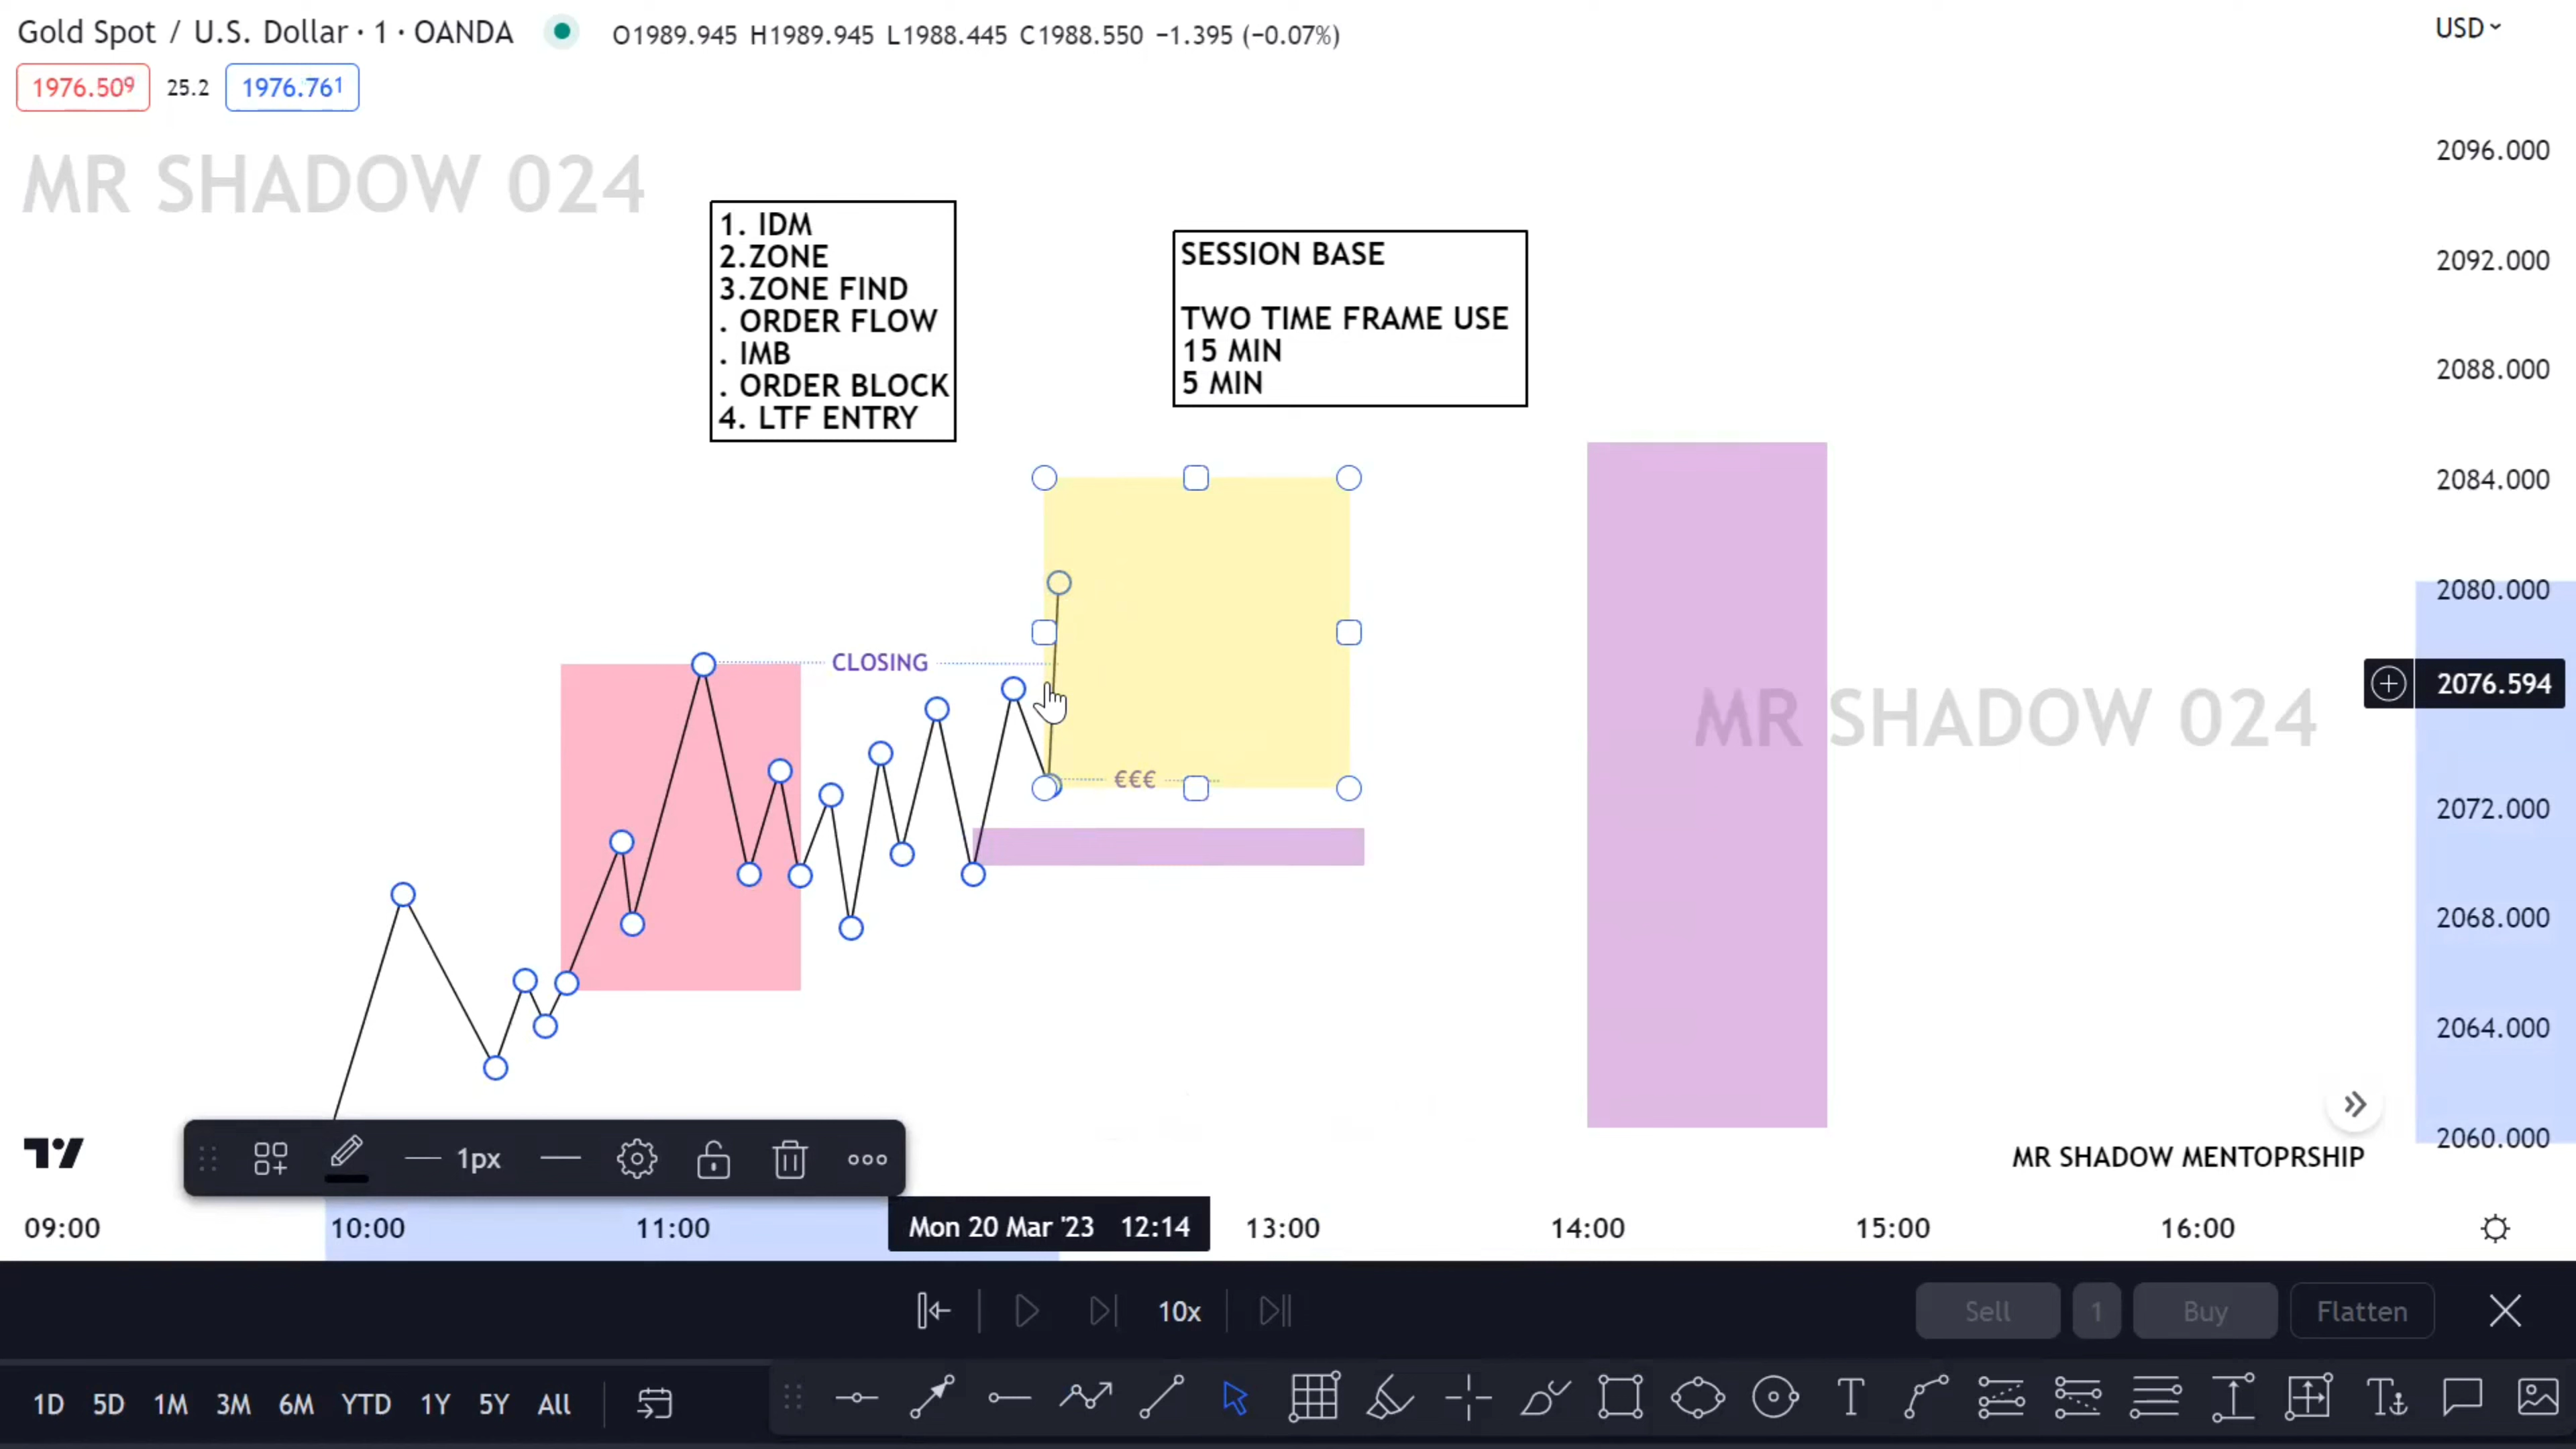 Gold Spot / U.S. Dollar · 1 · OANDA
O1989.945 H1989.945 L1988.445 C1988.550 −1.395 (−0.07%)
USD
1976.509
25.2
1976.761
MR SHADOW 024
1. IDM
2.ZONE
3.ZONE FIND
. ORDER FLOW
. IMB
. ORDER BLOCK
4. LTF ENTRY
SESSION BASE
TWO TIME FRAME USE
15 MIN
5 MIN
2096.000
2092.000
2088.000
2084.000
2080.000
2076.594
2072.000
2068.000
2064.000
2060.000
CLOSING
€€€
MR SHADOW 024
MR SHADOW MENTOPRSHIP
1px
09:00
10:00
11:00
Mon 20 Mar '23 12:14
13:00
14:00
15:00
16:00
10x
Sell
1
Buy
Flatten
1D 5D 1M 3M 6M YTD 1Y 5Y All